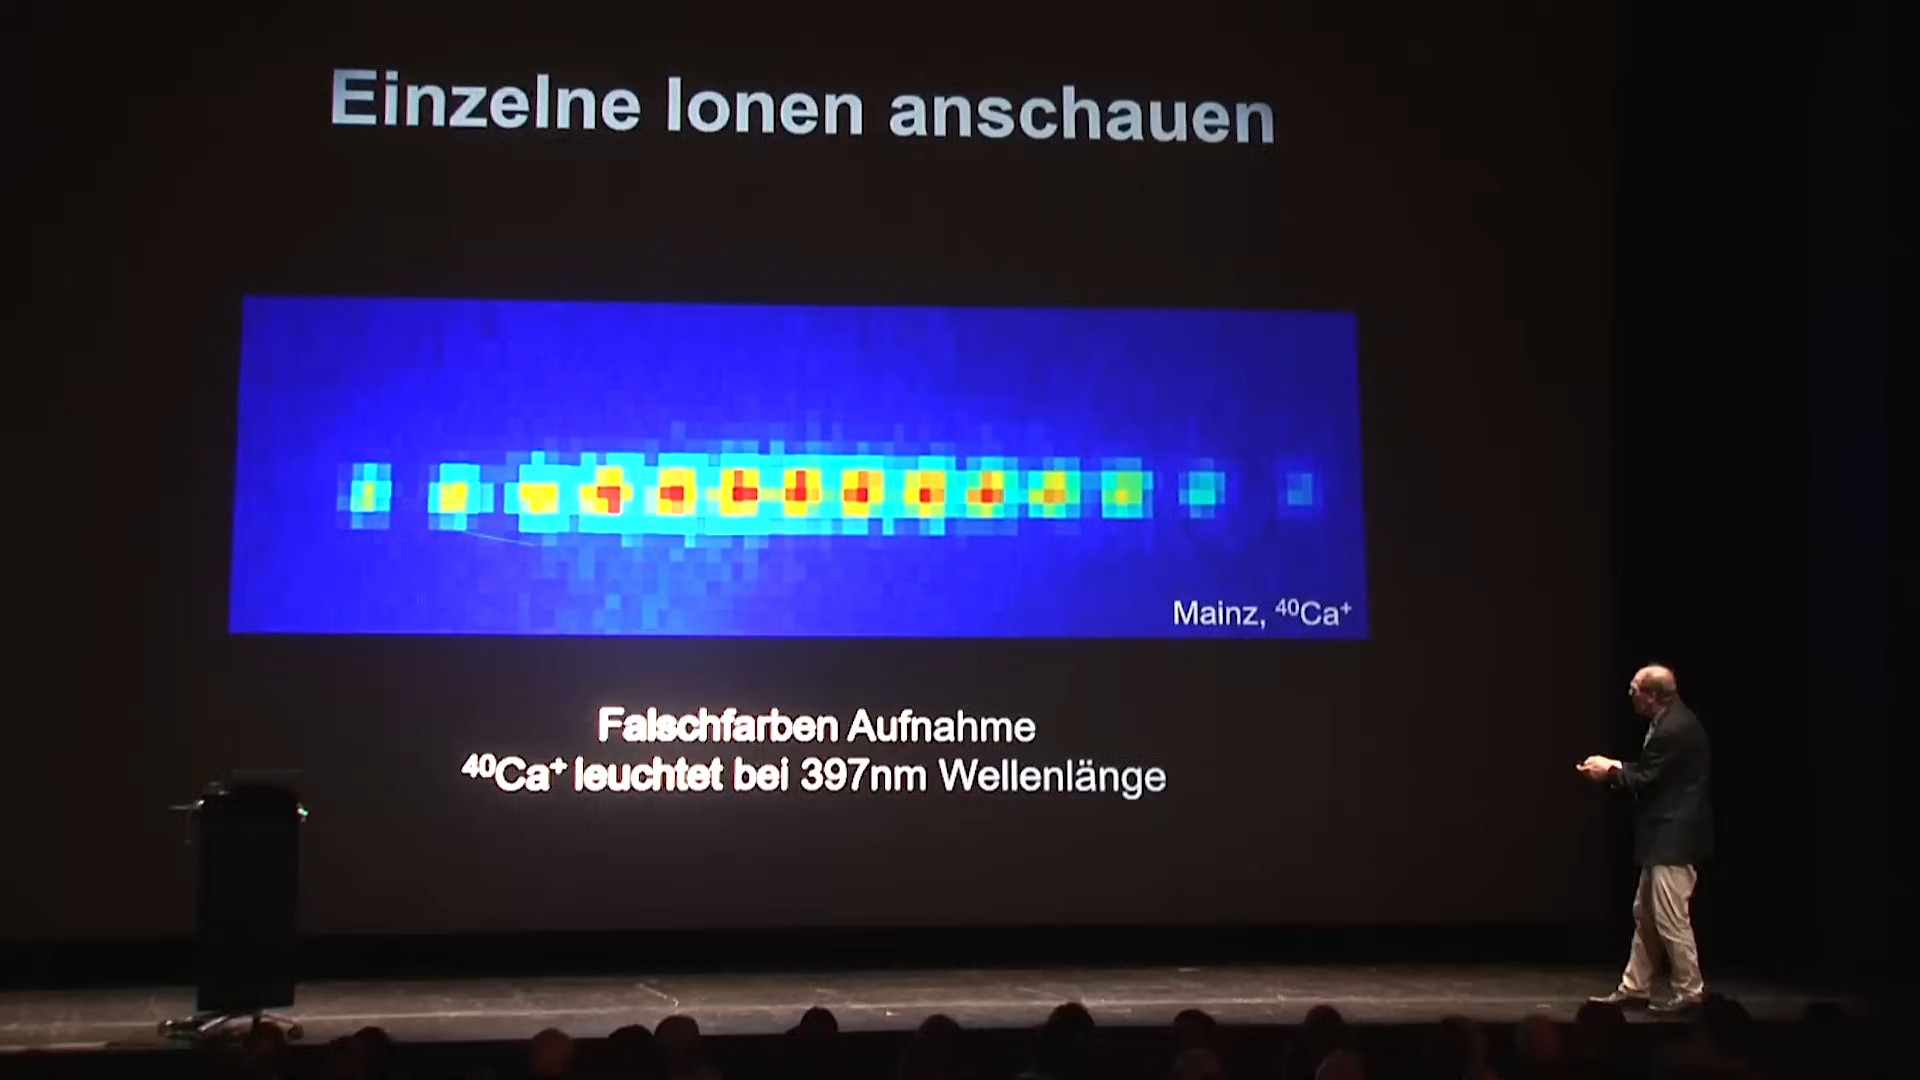 Einzelne Ionen anschauen
Mainz, ⁴⁰Ca⁺
Falschfarben Aufnahme
⁴⁰Ca⁺ leuchtet bei 397nm Wellenlänge